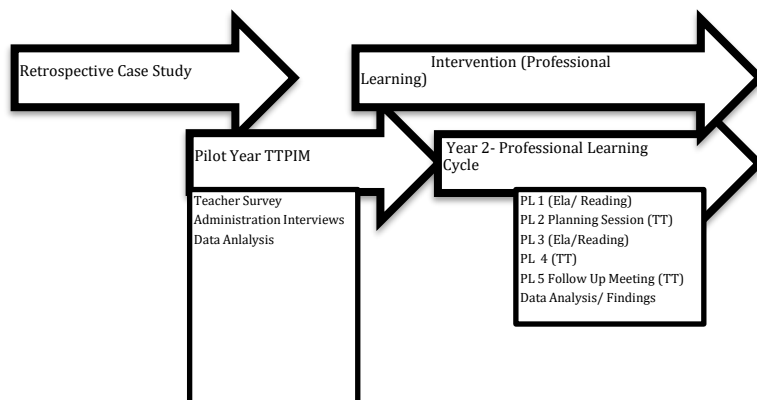 Retrospective Case Study
Intervention (Professional
Learning)
Pilot Year TTPIM
Year 2- Professional Learning
Cycle
Teacher Survey
Administration Interviews
Data Anlalysis
PL 1 (Ela/ Reading)
PL 2 Planning Session (TT)
PL 3 (Ela/Reading)
PL 4 (TT)
PL 5 Follow Up Meeting (TT)
Data Analysis/ Findings